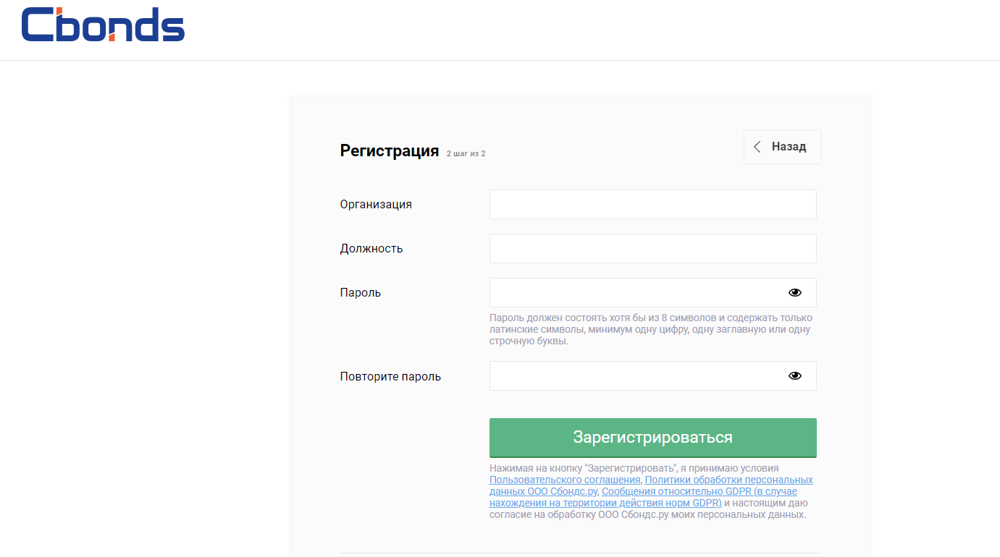 Cbonds
Регистрация 2 шаг из 2
Назад
Организация
Должность
Пароль
Пароль должен состоять хотя бы из 8 символов и содержать только
латинские символы, минимум одну цифру, одну заглавную или одну
строчную буквы.
Повторите пароль
Зарегистрироваться
Нажимая на кнопку "Зарегистрировать", я принимаю условия
Пользовательского соглашения, Политики обработки персональных
данных ООО Сбондс.ру, Сообщения относительно GDPR (в случае
нахождения на территории действия норм GDPR) и настоящим даю
согласие на обработку ООО Сбондс.ру моих персональных данных.